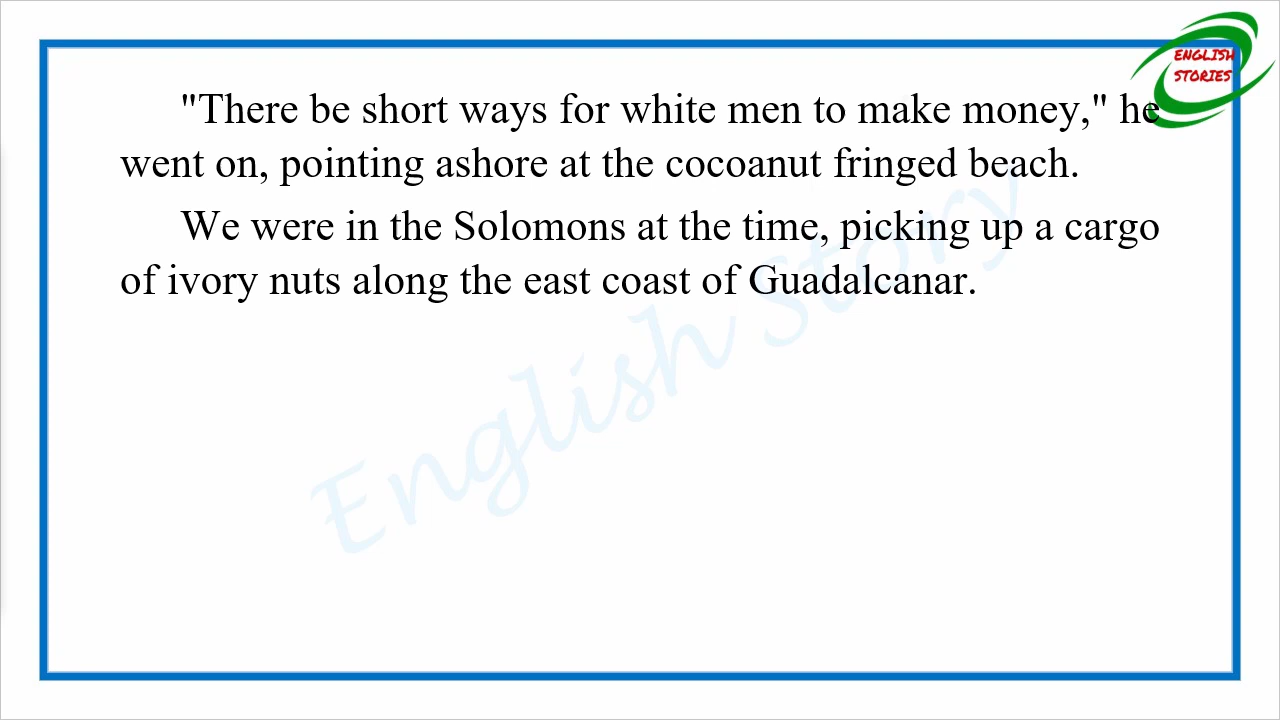 ENGLISH
STORIES
"There be short ways for white men to make money," he
went on, pointing ashore at the cocoanut fringed beach.
We were in the Solomons at the time, picking up a cargo
of ivory nuts along the east coast of Guadalcanar.
English Story